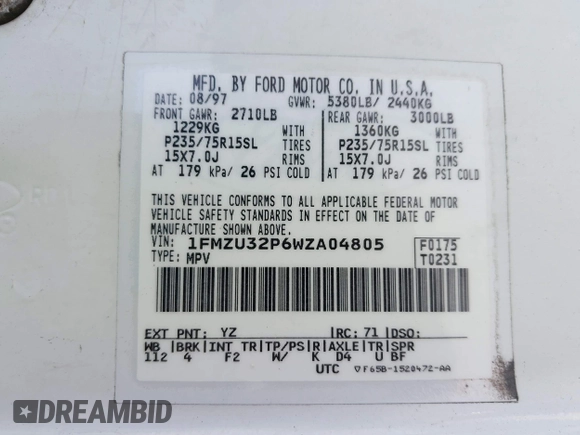 MFD. BY FORD MOTOR CO. IN U.S.A.
DATE: 08/97 GVWR: 5380LB/ 2440KG
FRONT GAWR: 2710LB REAR GAWR: 3000LB
1229KG WITH 1360KG WITH
P235/75R15SL TIRES P235/75R15SL TIRES
15X7.0J RIMS 15X7.0J RIMS
AT 179 kPa/ 26 PSI COLD AT 179 kPa/ 26 PSI COLD
THIS VEHICLE CONFORMS TO ALL APPLICABLE FEDERAL MOTOR
VEHICLE SAFETY STANDARDS IN EFFECT ON THE DATE OF
MANUFACTURE SHOWN ABOVE.
VIN: 1FMZU32P6WZA04805 F0175
TYPE: MPV T0231
EXT PNT: YZ RC: 71 DSO:
WB BRK INT TR TP/PS R AXLE TR SPR
112 4 F2 W/ K D4 U BF
UTC F65B-1520472-AA
DREAMBID